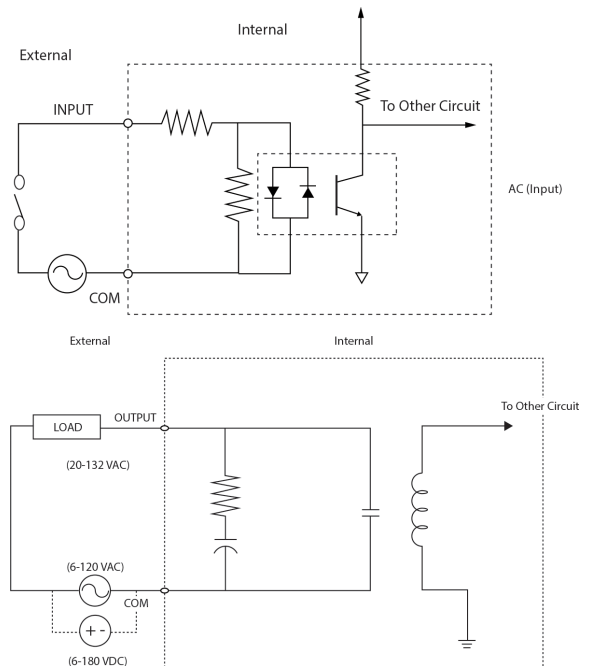 Internal
External
INPUT
To Other Circuit
AC (Input)
COM
External
Internal
To Other Circuit
OUTPUT
LOAD
(20-132 VAC)
(6-120 VAC)
COM
+ -
(6-180 VDC)